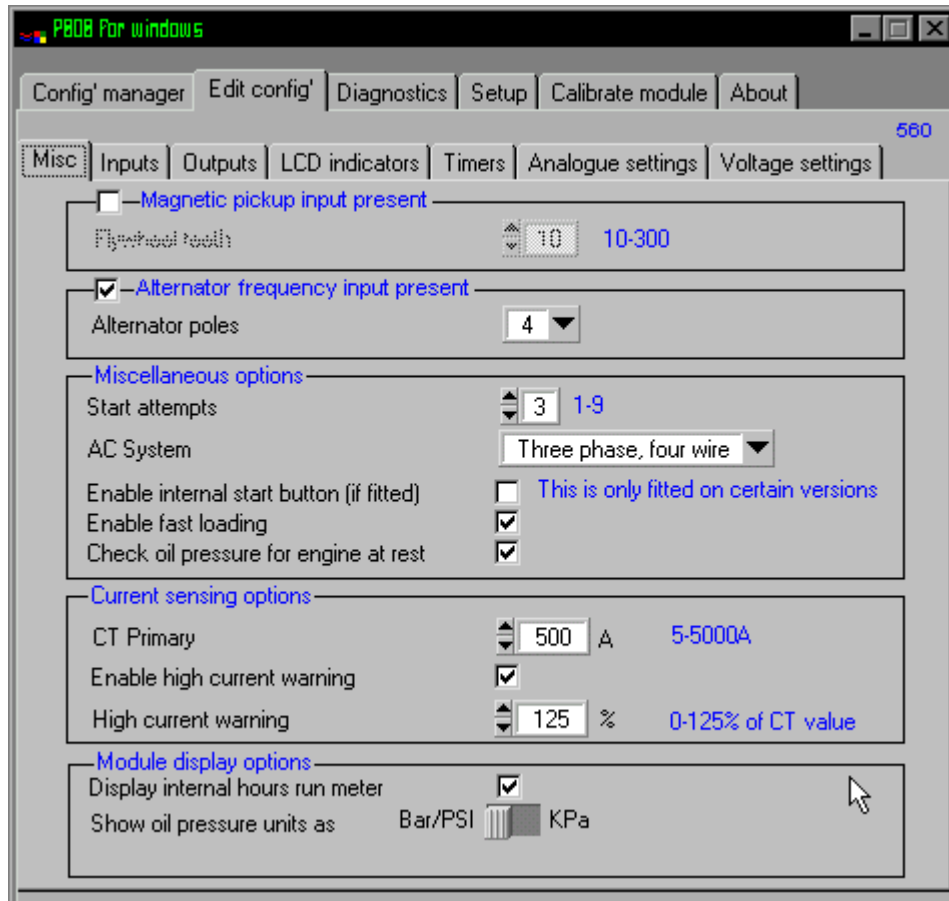 P808 For windows
Config' manager Edit config' Diagnostics Setup Calibrate module About
560
Misc Inputs Outputs LCD indicators Timers Analogue settings Voltage settings
Magnetic pickup input present
Flywheel teeth 10 10-300
Alternator frequency input present
Alternator poles 4
Miscellaneous options
Start attempts 3 1-9
AC System Three phase, four wire
Enable internal start button (if fitted) This is only fitted on certain versions
Enable fast loading
Check oil pressure for engine at rest
Current sensing options
CT Primary 500 A 5-5000A
Enable high current warning
High current warning 125 % 0-125% of CT value
Module display options
Display internal hours run meter
Show oil pressure units as Bar/PSI KPa